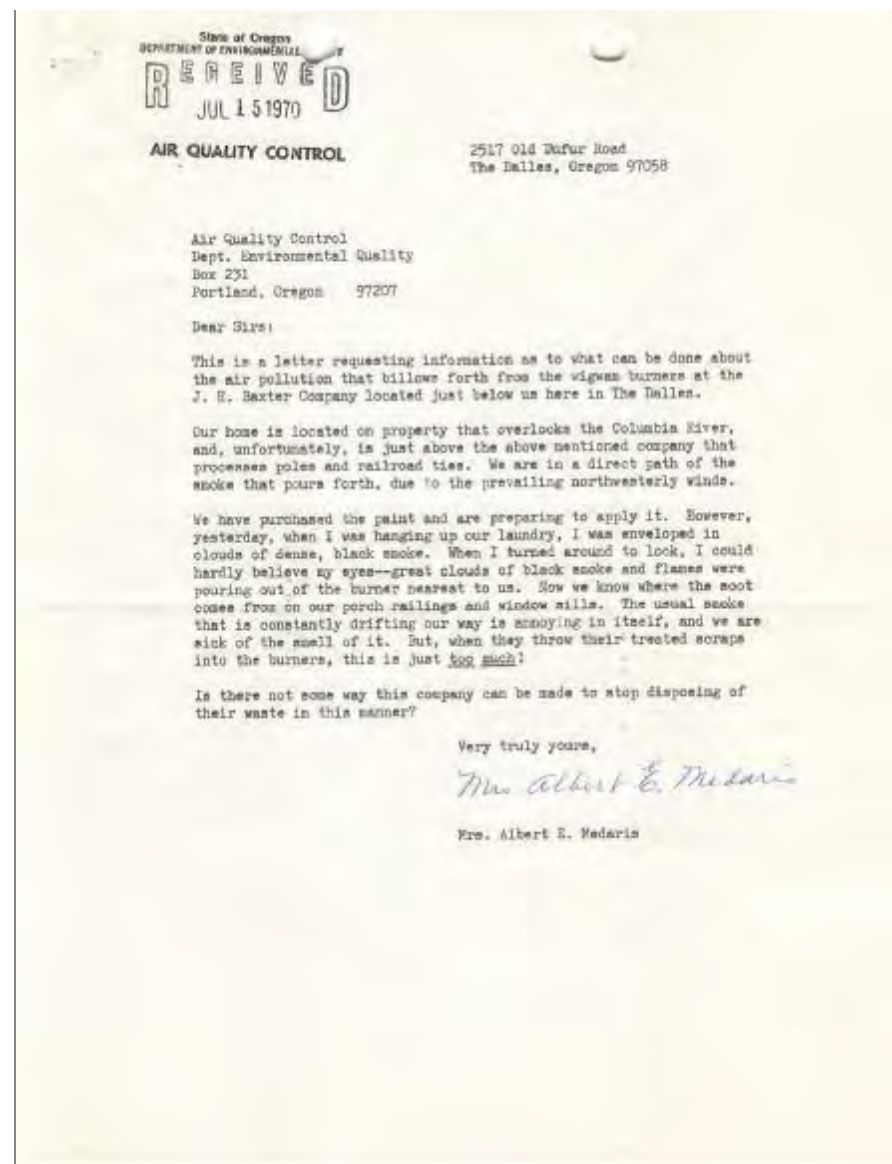 State of Oregon
DEPARTMENT OF ENVIRONMENTAL
RECEIVED
JUL 15 1970
AIR QUALITY CONTROL
2517 Old Dufur Road
The Dalles, Oregon 97058
Air Quality Control
Dept. Environmental Quality
Box 231
Portland, Oregon 97207
Dear Sirs:
This is a letter requesting information as to what can be done about
the air pollution that billows forth from the wigwam burners at the
J. H. Baxter Company located just below us here in The Dalles.
Our home is located on property that overlooks the Columbia River,
and, unfortunately, is just above the above mentioned company that
processes poles and railroad ties. We are in a direct path of the
smoke that pours forth, due to the prevailing northwesterly winds.
We have purchased the paint and are preparing to apply it. However,
yesterday, when I was hanging up our laundry, I was enveloped in
clouds of dense, black smoke. When I turned around to look, I could
hardly believe my eyes--great clouds of black smoke and flames were
pouring out of the burner nearest to us. Now we know where the soot
comes from on our porch railings and window sills. The usual smoke
that is constantly drifting our way is annoying in itself, and we are
sick of the smell of it. But, when they throw their treated scraps
into the burners, this is just too much!
Is there not some way this company can be made to stop disposing of
their waste in this manner?
Very truly yours,
Mrs Albert E. Medaris
Mrs. Albert E. Medaris